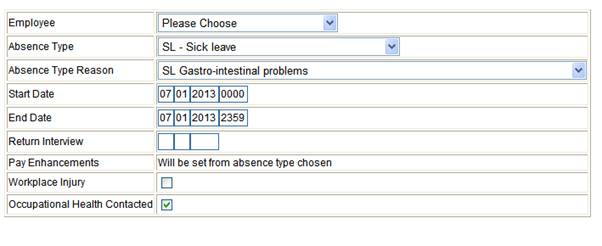 Employee Please Choose
Absence Type SL - Sick leave
Absence Type Reason SL Gastro-intestinal problems
Start Date 07 01 2013 0000
End Date 07 01 2013 2359
Return Interview
Pay Enhancements Will be set from absence type chosen
Workplace Injury
Occupational Health Contacted